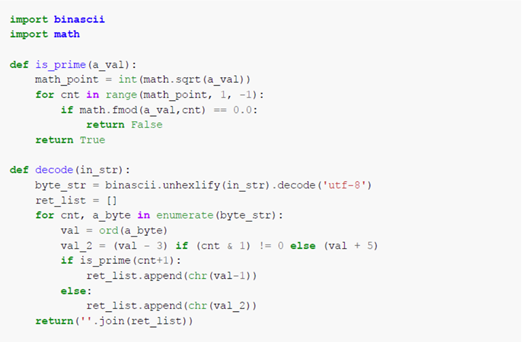 import binascii
import math

def is_prime(a_val):
    math_point = int(math.sqrt(a_val))
    for cnt in range(math_point, 1, -1):
        if math.fmod(a_val,cnt) == 0.0:
            return False
    return True

def decode(in_str):
    byte_str = binascii.unhexlify(in_str).decode('utf-8')
    ret_list = []
    for cnt, a_byte in enumerate(byte_str):
        val = ord(a_byte)
        val_2 = (val - 3) if (cnt & 1) != 0 else (val + 5)
        if is_prime(cnt+1):
            ret_list.append(chr(val-1))
        else:
            ret_list.append(chr(val_2))
    return(''.join(ret_list))